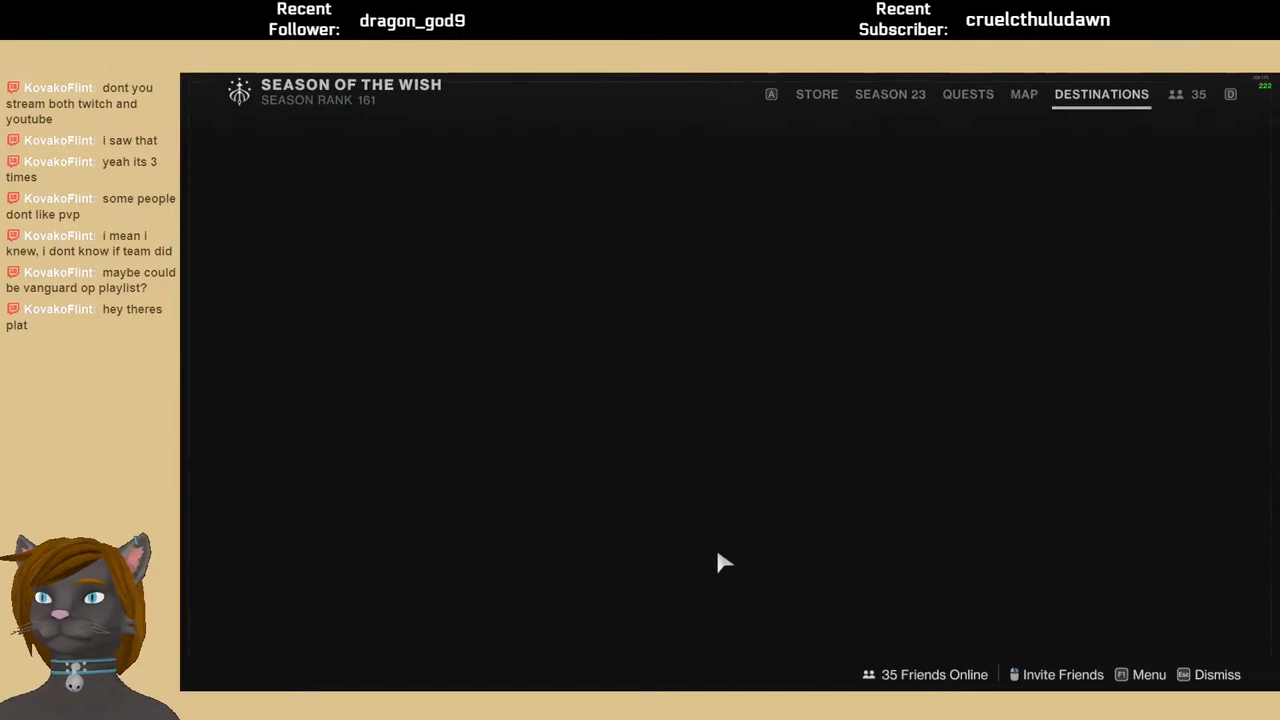 Recent
Follower:
dragon_god9
Recent
Subscriber:
cruelcthuludawn
KovakoFlint: dont you
stream both twitch and
youtube
KovakoFlint: i saw that
KovakoFlint: yeah its 3
times
KovakoFlint: some people
dont like pvp
KovakoFlint: i mean i
knew, i dont know if team did
KovakoFlint: maybe could
be vanguard op playlist?
KovakoFlint: hey theres
plat
SEASON OF THE WISH
SEASON RANK 161
A STORE SEASON 23 QUESTS MAP DESTINATIONS 35 D
222
35 Friends Online Invite Friends F1 Menu Esc Dismiss